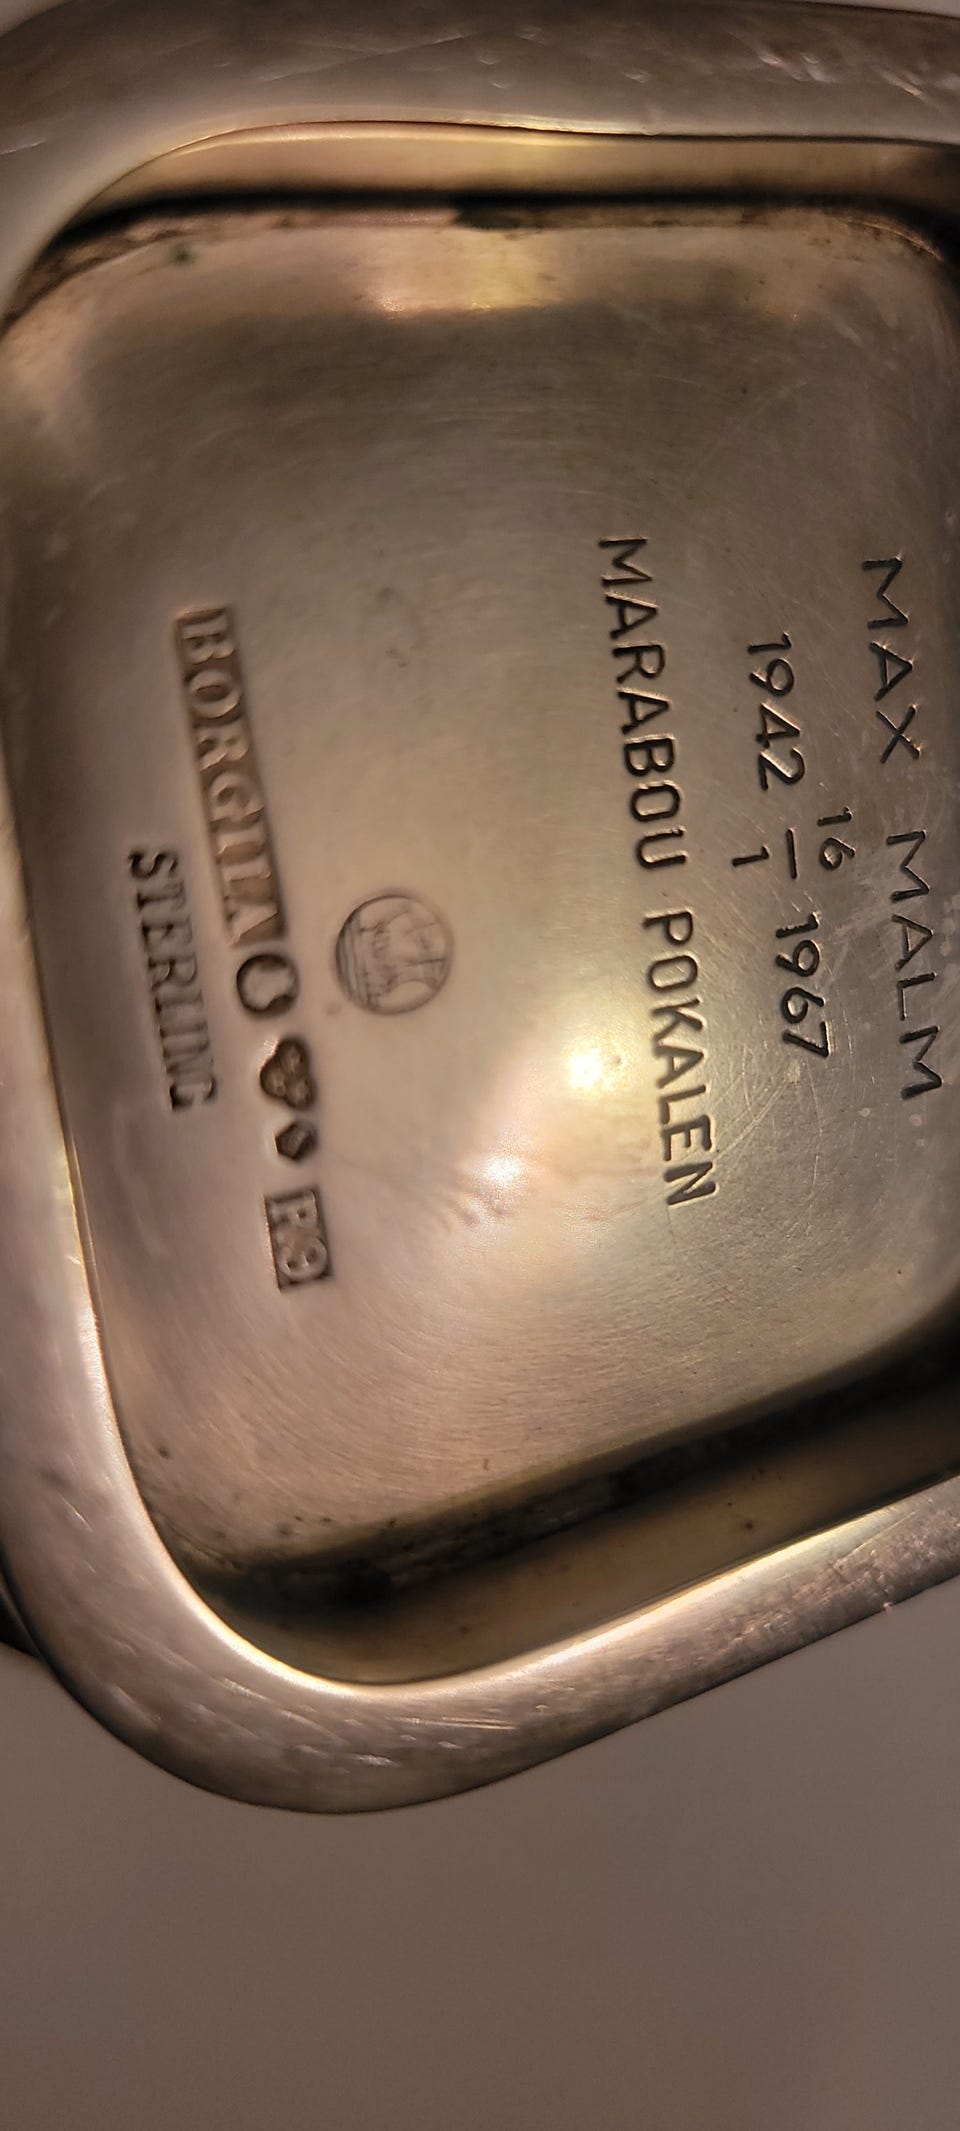 MAX MALM
16
1942 — 1967
1
MARABOU POKALEN
BORGILA
STERLING